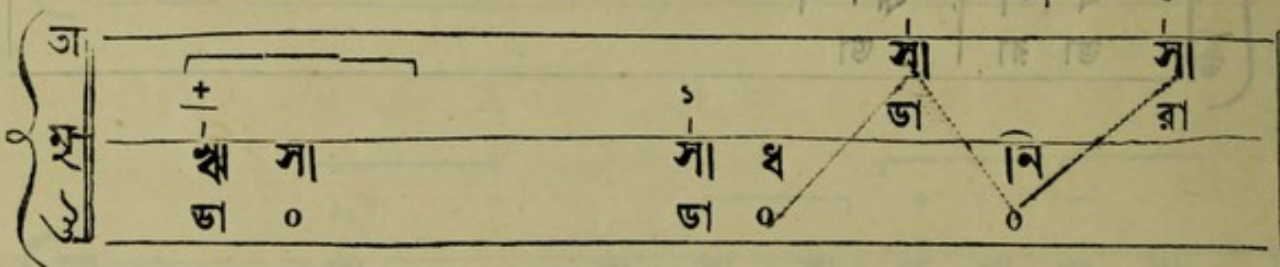 তা সা সা
+ ১ ডা রা
মু ঋ সা সা ধ নি
উ ডা ০ ডা ০ ০